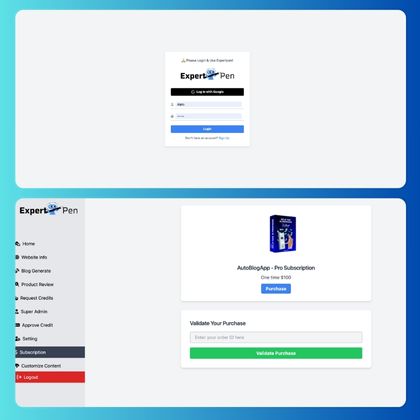 Please Login & Use Expertpen!
Expert Pen
Log in with Google
Login
Don't have an account? Sign Up
Expert Pen
Home
Website Info
Blog Generate
Product Review
Request Credits
Super Admin
Approve Credit
Setting
Subscription
Customize Content
Logout
AutoBlogApp - Pro Subscription
One time $100
Purchase
Validate Your Purchase
Enter your order ID here
Validate Purchase